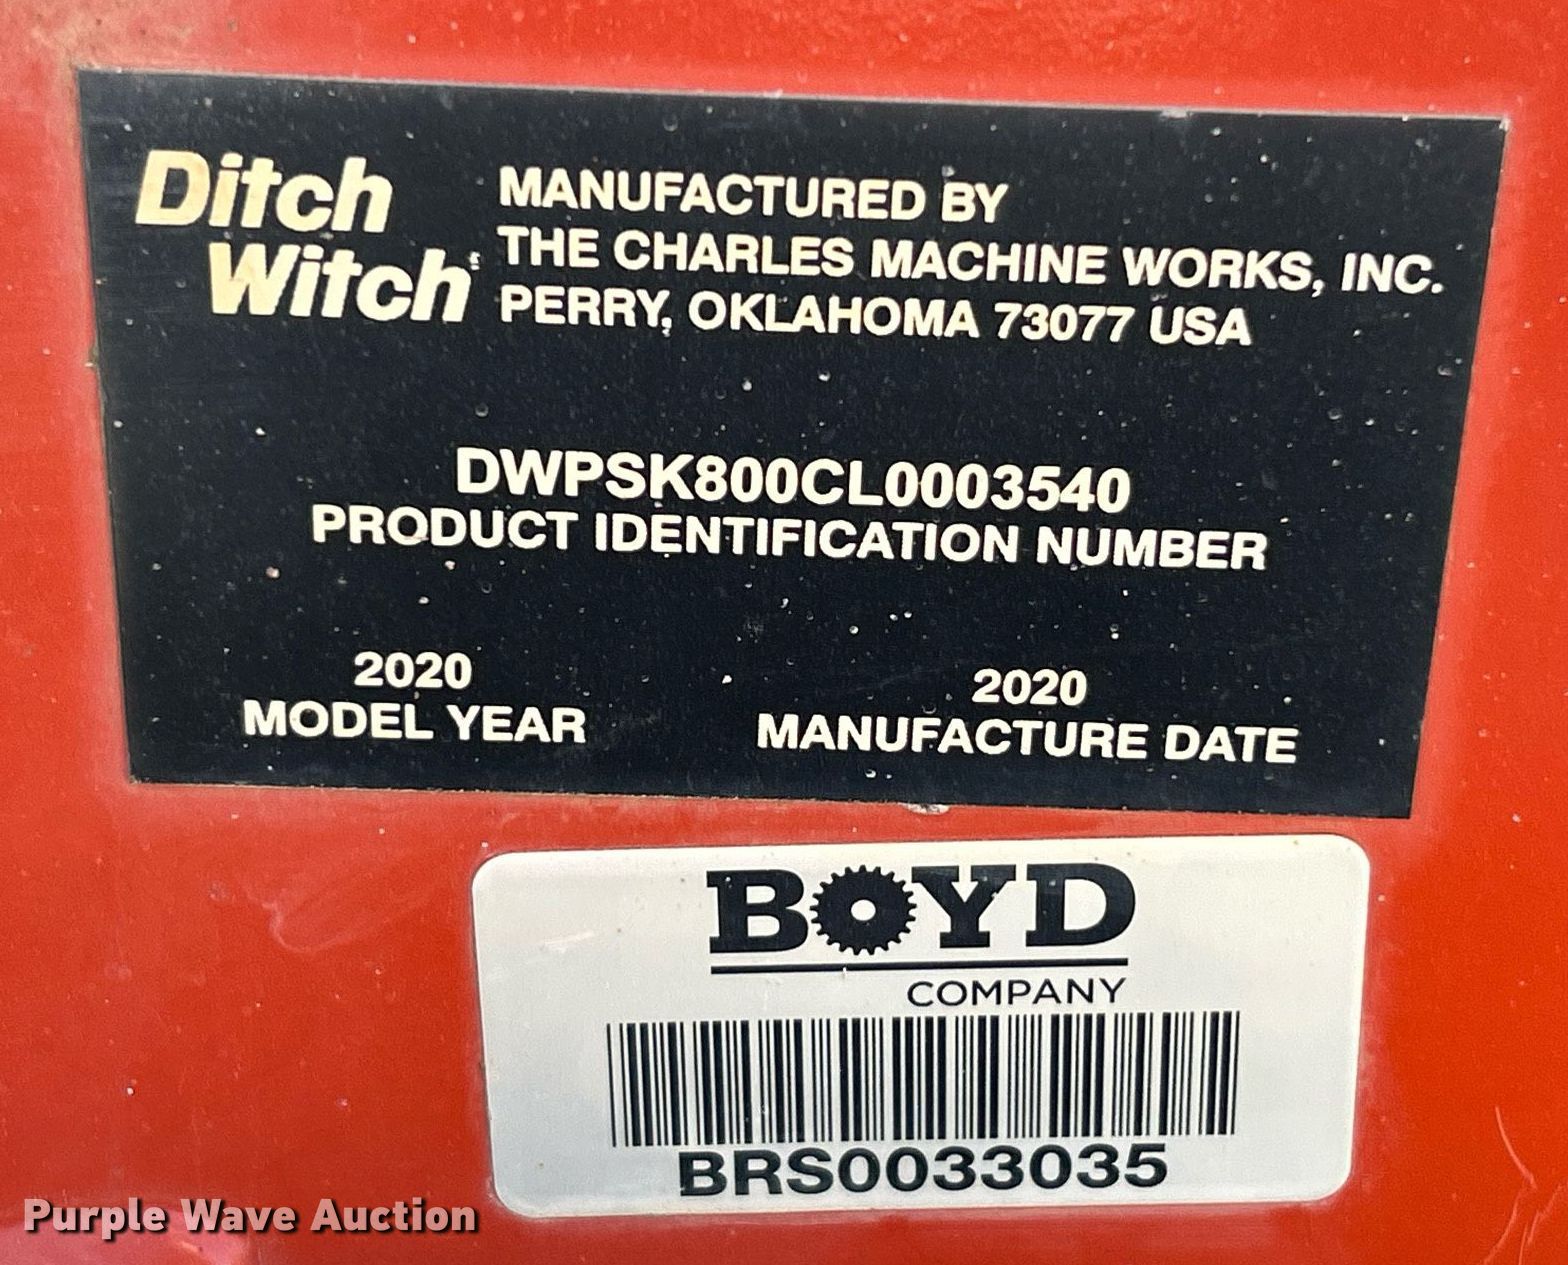 Ditch
Witch
MANUFACTURED BY
THE CHARLES MACHINE WORKS, INC.
PERRY, OKLAHOMA 73077 USA
DWPSK800CL0003540
PRODUCT IDENTIFICATION NUMBER
2020
MODEL YEAR
2020
MANUFACTURE DATE
BOYD
COMPANY
BRS0033035
Purple Wave Auction